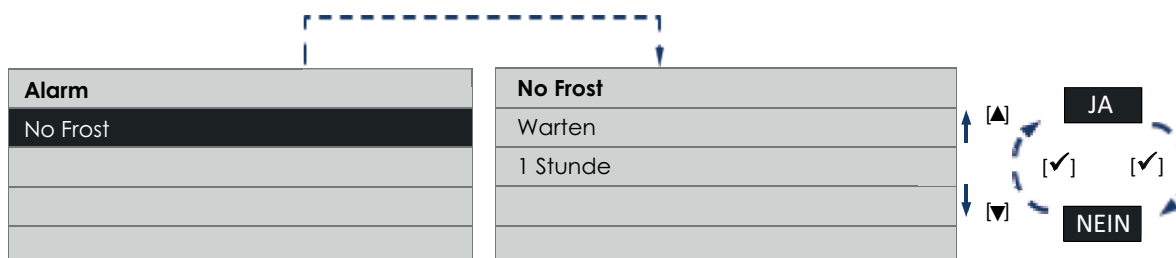 Alarm
No Frost
No Frost
Warten
1 Stunde
[▲]
[▼]
JA
[✔] [✔]
NEIN